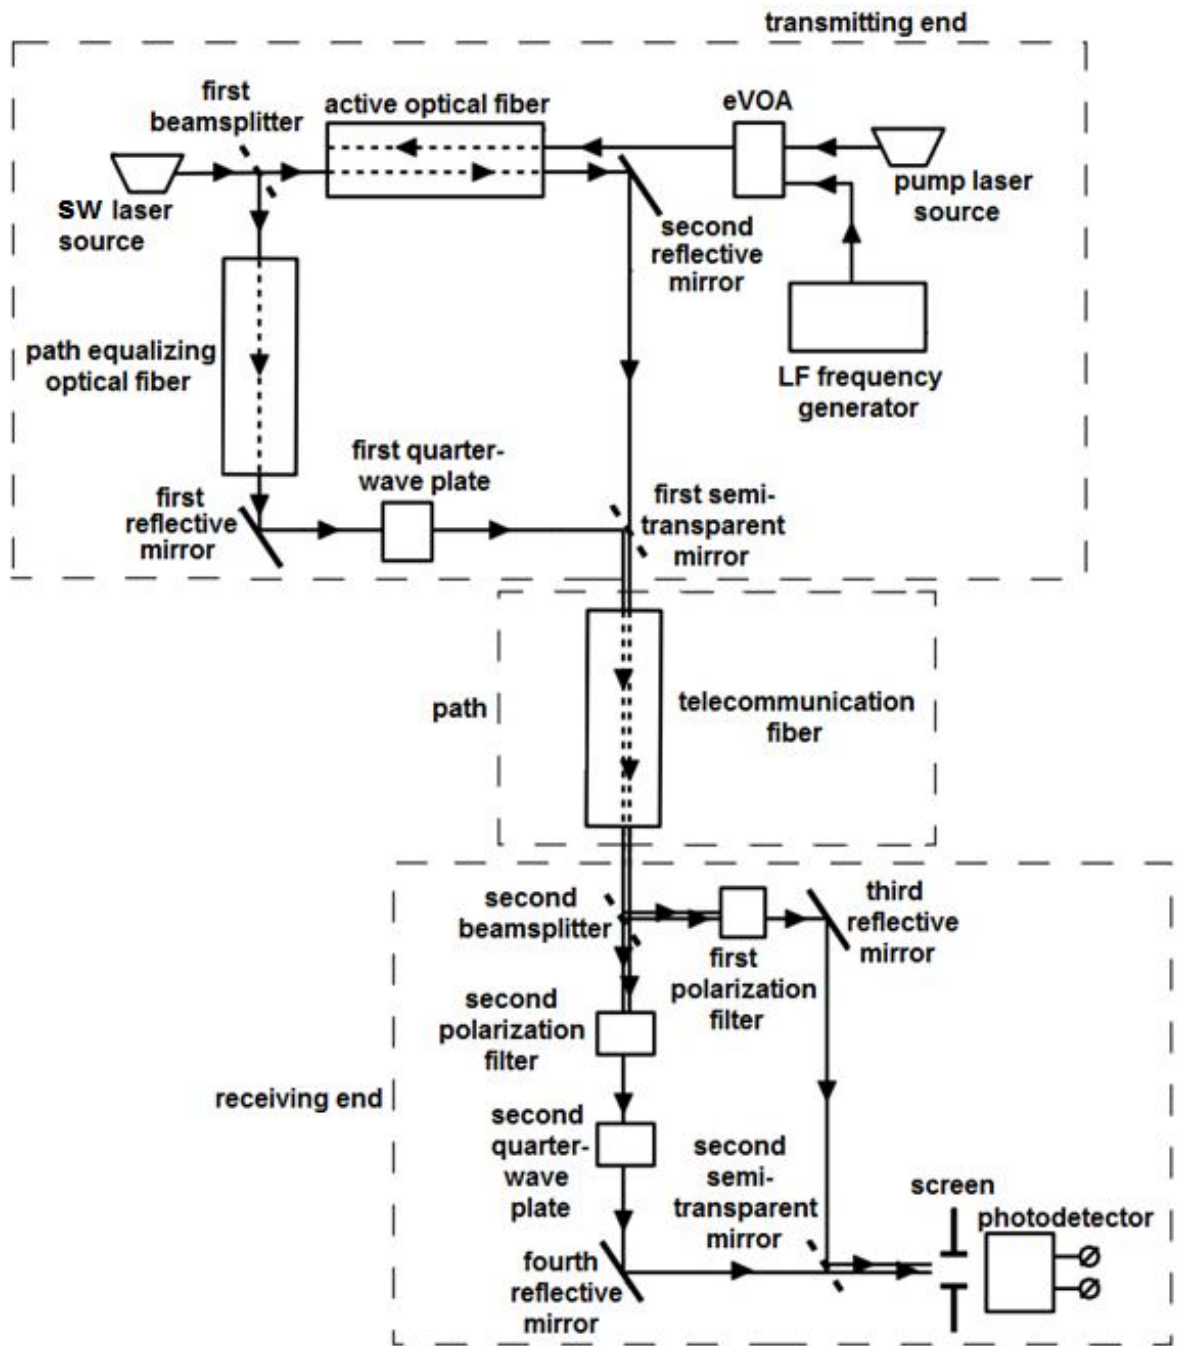 transmitting end
first
beamsplitter
active optical fiber
eVOA
SW laser
source
pump laser
source
second
reflective
mirror
path equalizing
optical fiber
LF frequency
generator
first quarter-
wave plate
first
reflective
mirror
first semi-
transparent
mirror
path
telecommunication
fiber
second
beamsplitter
third
reflective
mirror
first
polarization
filter
second
polarization
filter
receiving end
second
quarter-
wave
plate
second
semi-
transparent
mirror
screen
photodetector
fourth
reflective
mirror